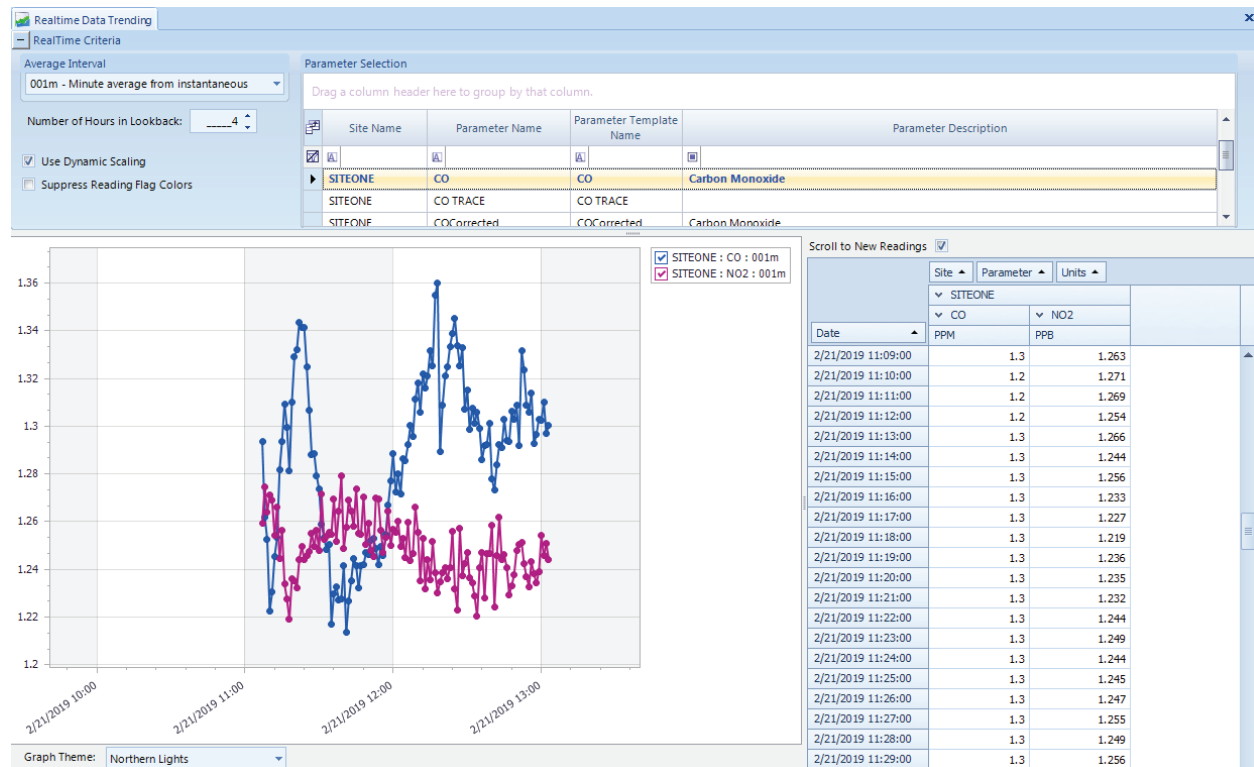 Realtime Data Trending
RealTime Criteria
Average Interval
001m - Minute average from instantaneous
Number of Hours in Lookback: _____4
Use Dynamic Scaling
Suppress Reading Flag Colors
Parameter Selection
Drag a column header here to group by that column.
Site Name Parameter Name Parameter Template Name Parameter Description
SITEONE CO CO Carbon Monoxide
SITEONE CO TRACE CO TRACE
SITEONE COCorrected COCorrected Carbon Monoxide
1.36
1.34
1.32
1.3
1.28
1.26
1.24
1.22
1.2
2/21/2019 10:00
2/21/2019 11:00
2/21/2019 12:00
2/21/2019 13:00
SITEONE : CO : 001m
SITEONE : NO2 : 001m
Graph Theme: Northern Lights
Scroll to New Readings
Site Parameter Units
SITEONE
CO NO2
Date PPM PPB
2/21/2019 11:09:00 1.3 1.263
2/21/2019 11:10:00 1.2 1.271
2/21/2019 11:11:00 1.2 1.269
2/21/2019 11:12:00 1.2 1.254
2/21/2019 11:13:00 1.3 1.266
2/21/2019 11:14:00 1.3 1.244
2/21/2019 11:15:00 1.3 1.256
2/21/2019 11:16:00 1.3 1.233
2/21/2019 11:17:00 1.3 1.227
2/21/2019 11:18:00 1.3 1.219
2/21/2019 11:19:00 1.3 1.236
2/21/2019 11:20:00 1.3 1.235
2/21/2019 11:21:00 1.3 1.232
2/21/2019 11:22:00 1.3 1.244
2/21/2019 11:23:00 1.3 1.249
2/21/2019 11:24:00 1.3 1.244
2/21/2019 11:25:00 1.3 1.245
2/21/2019 11:26:00 1.3 1.247
2/21/2019 11:27:00 1.3 1.255
2/21/2019 11:28:00 1.3 1.249
2/21/2019 11:29:00 1.3 1.256